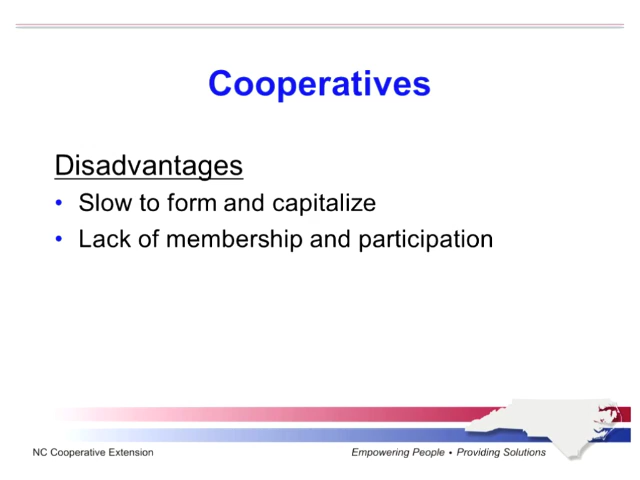 Cooperatives
Disadvantages
• Slow to form and capitalize
• Lack of membership and participation
NC Cooperative Extension
Empowering People • Providing Solutions